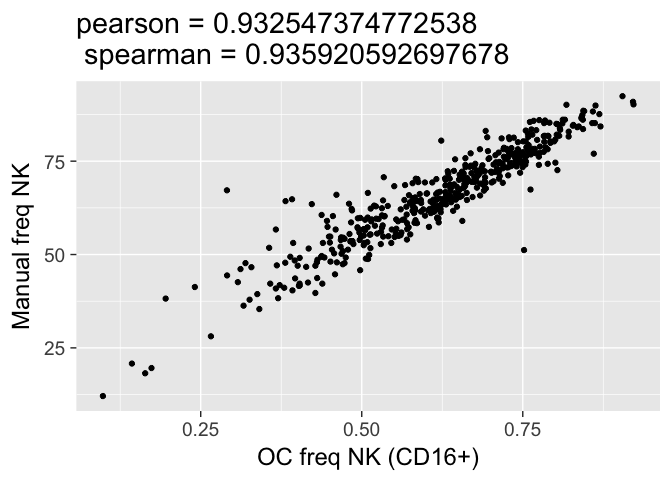 pearson = 0.932547374772538
spearman = 0.935920592697678
Manual freq NK
75
50
25
0.25 0.50 0.75
OC freq NK (CD16+)